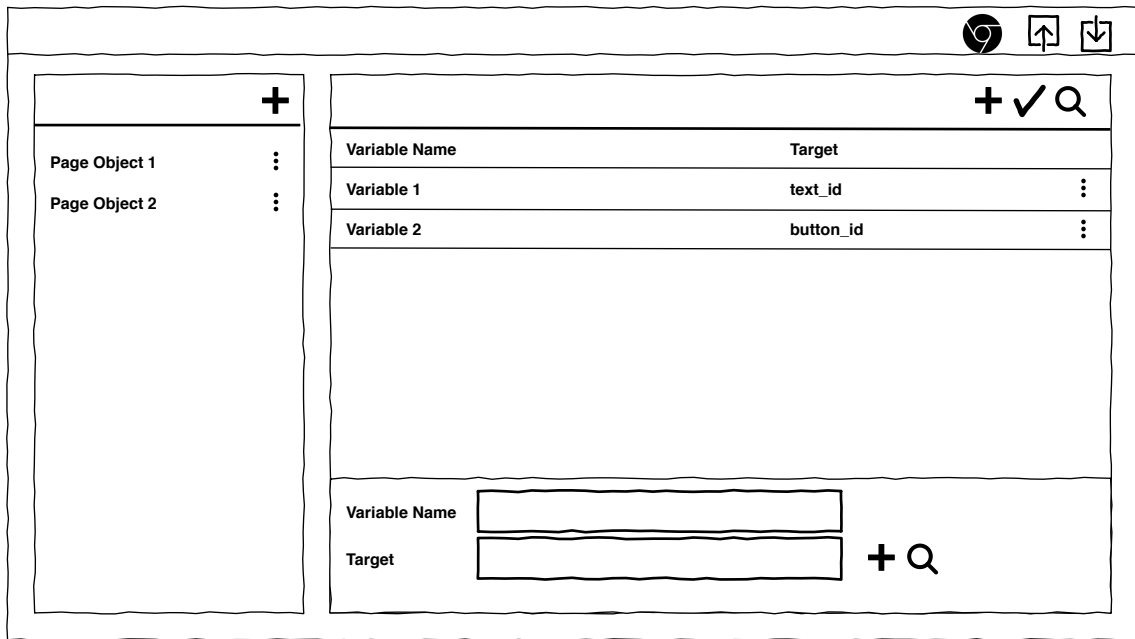 Page Object 1
Page Object 2
Variable Name Target
Variable 1 text_id
Variable 2 button_id
Variable Name
Target